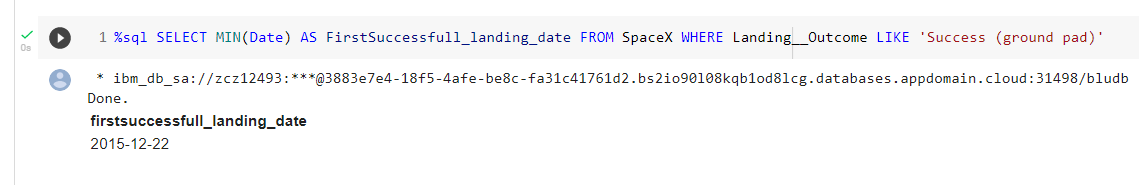 0s
1 %sql SELECT MIN(Date) AS FirstSuccessfull_landing_date FROM SpaceX WHERE Landing__Outcome LIKE 'Success (ground pad)'
* ibm_db_sa://zcz12493:***@3883e7e4-18f5-4afe-be8c-fa31c41761d2.bs2io90l08kqb1od8lcg.databases.appdomain.cloud:31498/bludb
Done.
firstsuccessfull_landing_date
2015-12-22